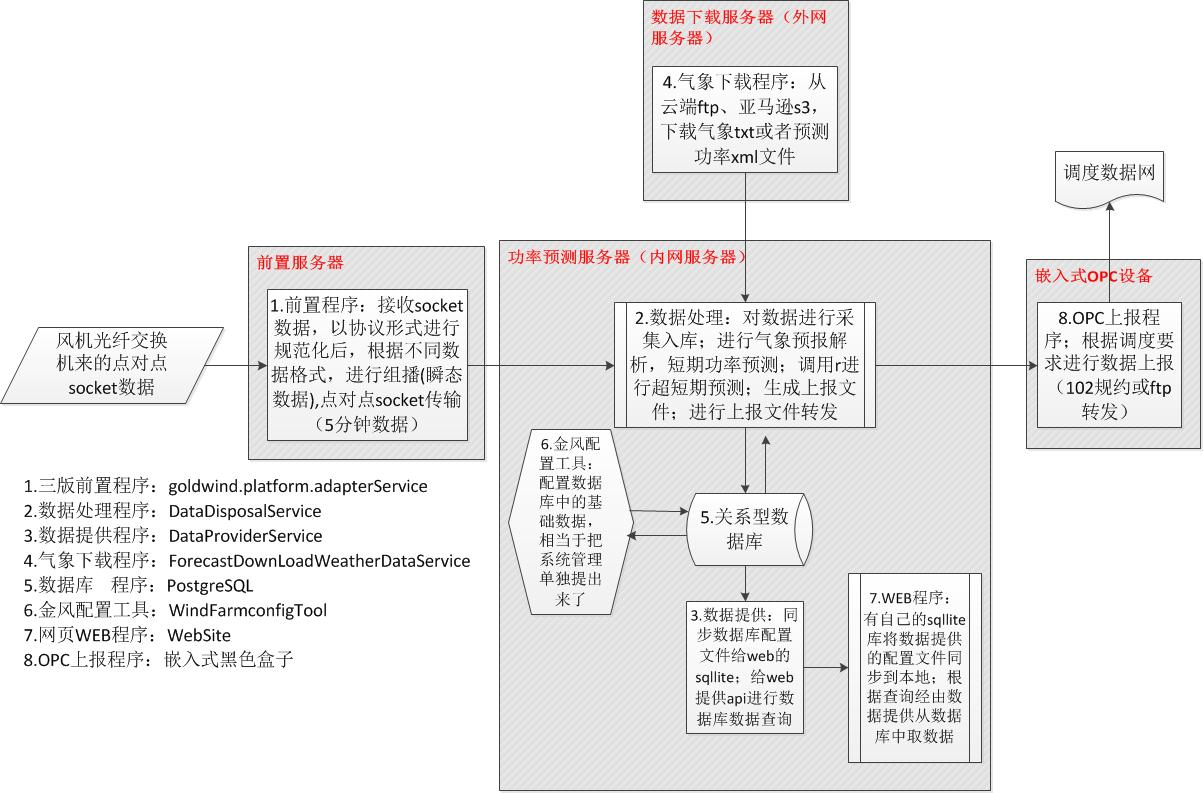 数据下载服务器（外网
服务器）
4.气象下载程序：从
云端ftp、亚马逊s3，
下载气象txt或者预测
功率xml文件
调度数据网
前置服务器
1.前置程序：接收socket
数据，以协议形式进行
规范化后，根据不同数
据格式，进行组播(瞬态
数据),点对点socket传输
（5分钟数据）
风机光纤交换
机来的点对点
socket数据
功率预测服务器（内网服务器）
2.数据处理：对数据进行采
集入库；进行气象预报解
析，短期功率预测；调用r进
行超短期预测；生成上报文
件；进行上报文件转发
嵌入式OPC设备
8.OPC上报程
序；根据调度要
求进行数据上报
（102规约或ftp
转发）
6.金风配
置工具：
配置数据
库中的基
础数据，
相当于把
系统管理
单独提出
来了
5.关系型数
据库
3.数据提供：同
步数据库配置
文件给web的
sqllite；给web
提供api进行数
据库数据查询
7.WEB程序：
有自己的sqllite
库将数据提供
的配置文件同
步到本地；根
据查询经由数
据提供从数据
库中取数据
1.三版前置程序：goldwind.platform.adapterService
2.数据处理程序：DataDisposalService
3.数据提供程序：DataProviderService
4.气象下载程序：ForecastDownLoadWeatherDataService
5.数据库　程序：PostgreSQL
6.金风配置工具：WindFarmconfigTool
7.网页WEB程序：WebSite
8.OPC上报程序：嵌入式黑色盒子